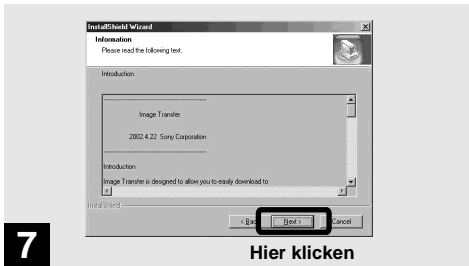 InstallShield Wizard
Information
Please read the following text.
Introduction
Image Transfer
2002.4.22 Sony Corporation
Introduction
Image Transfer is designed to allow you to easily download to
InstallShield
< Bac
Next >
Cancel
7
Hier klicken